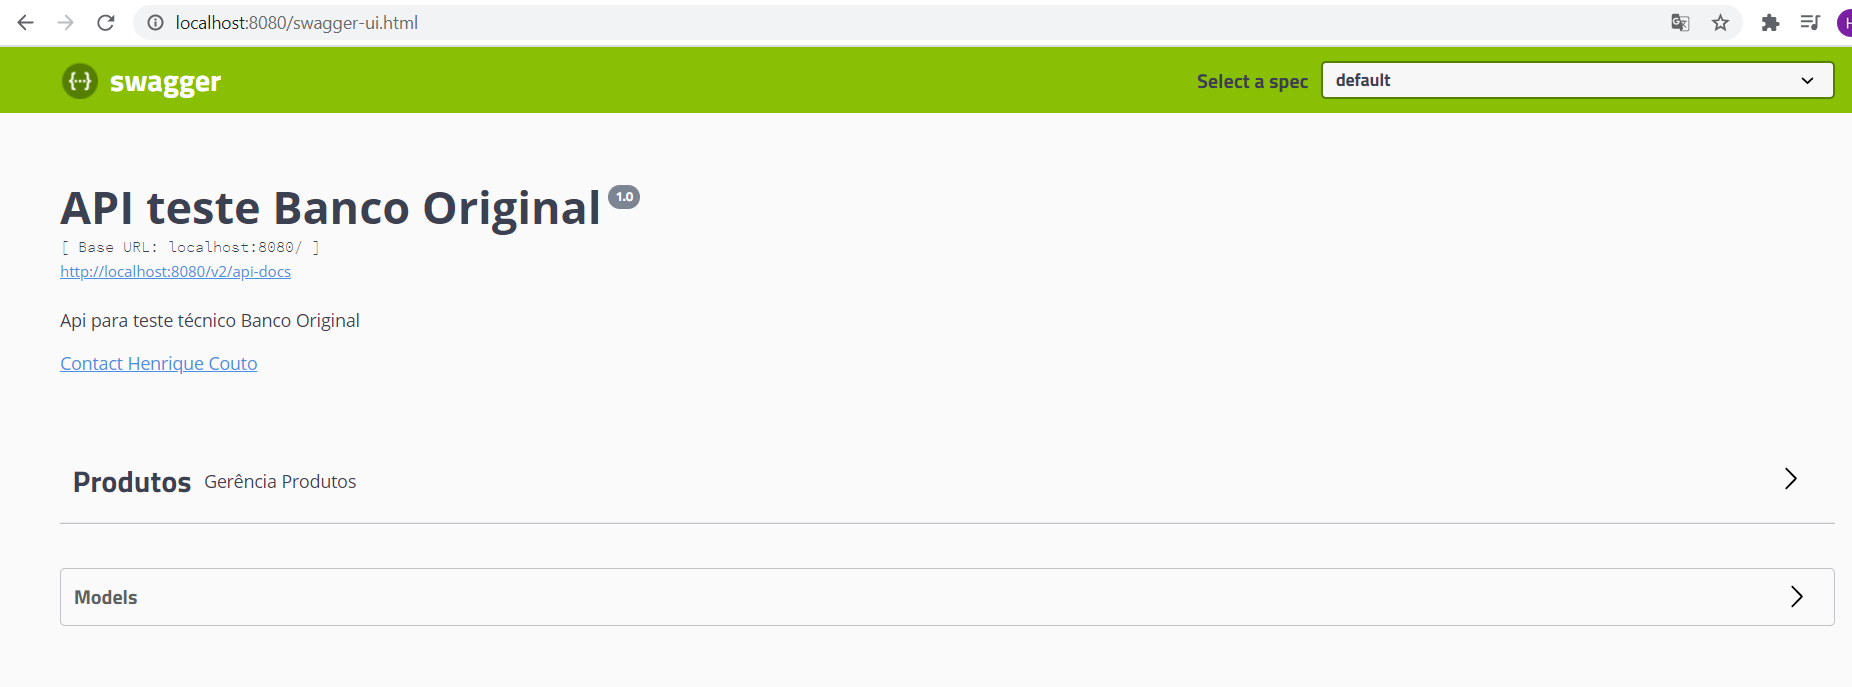 localhost:8080/swagger-ui.html
{···} swagger
Select a spec default
API teste Banco Original 1.0
[ Base URL: localhost:8080/ ]
http://localhost:8080/v2/api-docs
Api para teste técnico Banco Original
Contact Henrique Couto
Produtos Gerência Produtos
Models